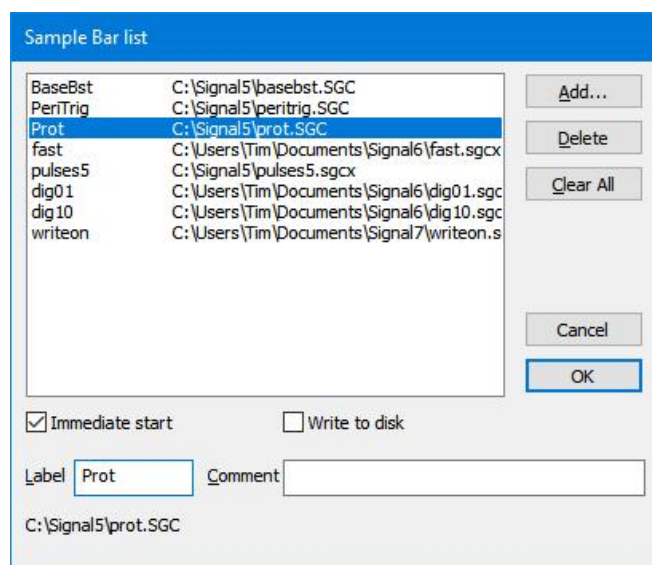 Sample Bar list
BaseBst C:\Signal5\basebst.SGC
PeriTrig C:\Signal5\peritrig.SGC
Prot C:\Signal5\prot.SGC
fast C:\Users\Tim\Documents\Signal6\fast.sgcx
pulses5 C:\Signal5\pulses5.sgcx
dig01 C:\Users\Tim\Documents\Signal6\dig01.sgc
dig10 C:\Users\Tim\Documents\Signal6\dig10.sgc
writeon C:\Users\Tim\Documents\Signal7\writeon.s
Add...
Delete
Clear All
Cancel
OK
Immediate start Write to disk
Label Prot Comment
C:\Signal5\prot.SGC